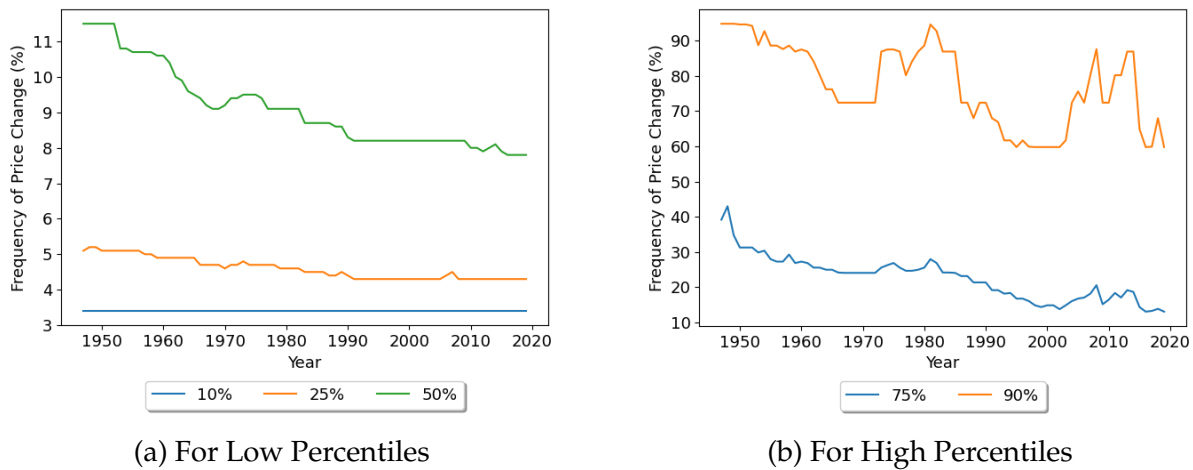 Frequency of Price Change (%)
11
10
9
8
7
6
5
4
3
1950 1960 1970 1980 1990 2000 2010 2020
Year
10% 25% 50%
(a) For Low Percentiles
Frequency of Price Change (%)
90
80
70
60
50
40
30
20
10
1950 1960 1970 1980 1990 2000 2010 2020
Year
75% 90%
(b) For High Percentiles